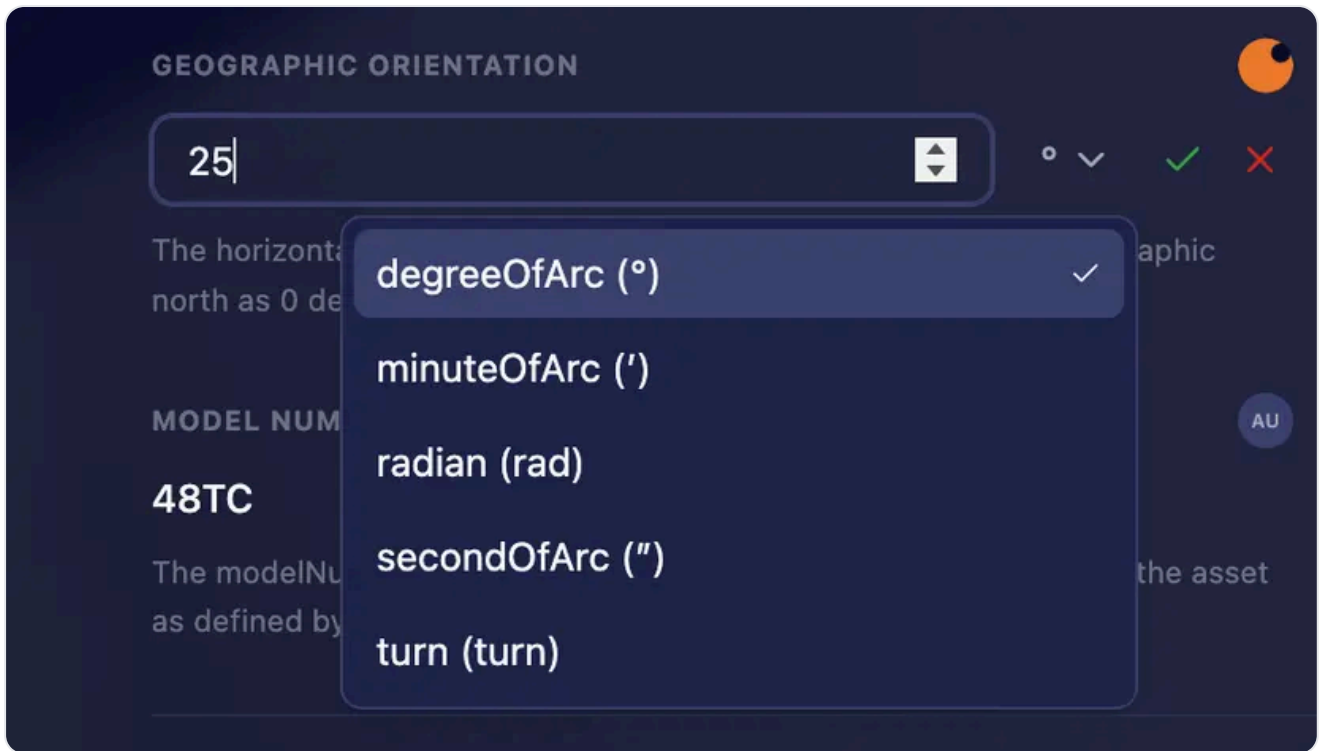 GEOGRAPHIC ORIENTATION
25 °
The horizonta aphic
north as 0 de
degreeOfArc (°)
minuteOfArc (′)
MODEL NUM AU
radian (rad)
48TC
secondOfArc (″)
The modelNu the asset
as defined by
turn (turn)